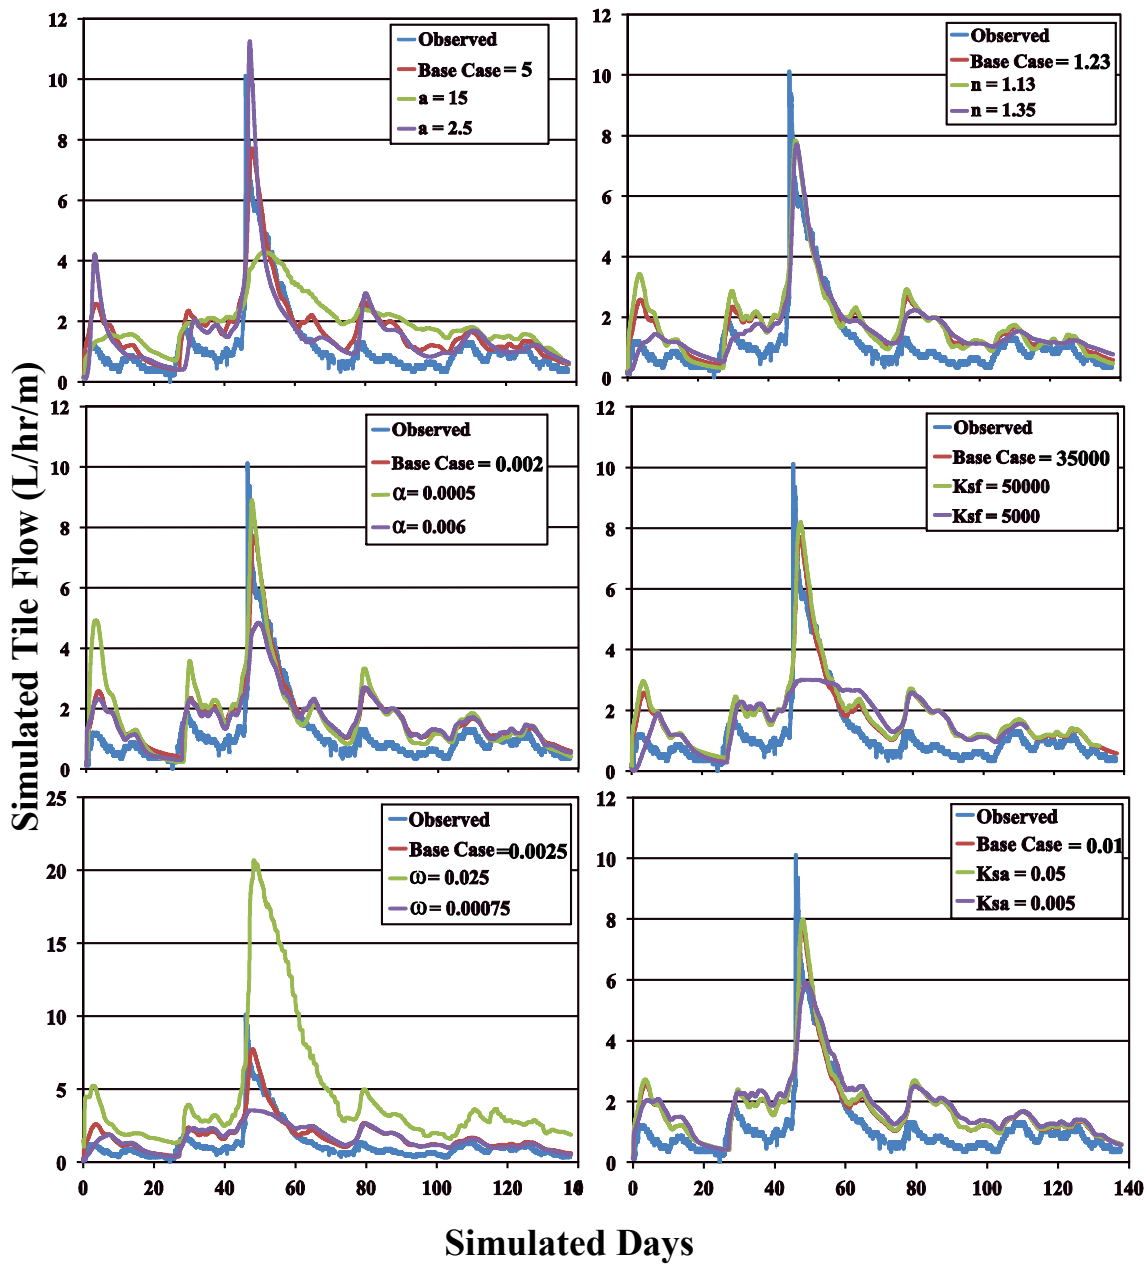 Simulated Tile Flow (L/hr/m)
12
10
8
6
4
2
0
Observed
Base Case = 5
a = 15
a = 2.5
12
10
8
6
4
2
0
Observed
Base Case = 1.23
n = 1.13
n = 1.35
12
10
8
6
4
2
0
Observed
Base Case = 0.002
α= 0.0005
α= 0.006
12
10
8
6
4
2
0
Observed
Base Case = 35000
Ksf = 50000
Ksf = 5000
25
20
15
10
5
0
Observed
Base Case=0.0025
ω= 0.025
ω= 0.00075
0 20 40 60 80 100 120
12
10
8
6
4
2
0
Observed
Base Case = 0.01
Ksa = 0.05
Ksa = 0.005
0 20 40 60 80 100 120 140
Simulated Days